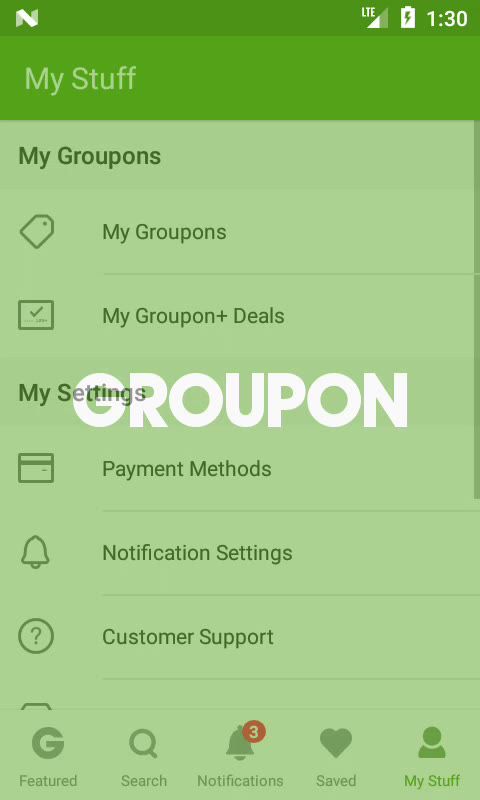 LTE 1:30
My Stuff
My Groupons
My Groupons
My Groupon+ Deals
My Settings
GROUPON
Payment Methods
Notification Settings
?
Customer Support
3
Featured Search Notifications Saved My Stuff